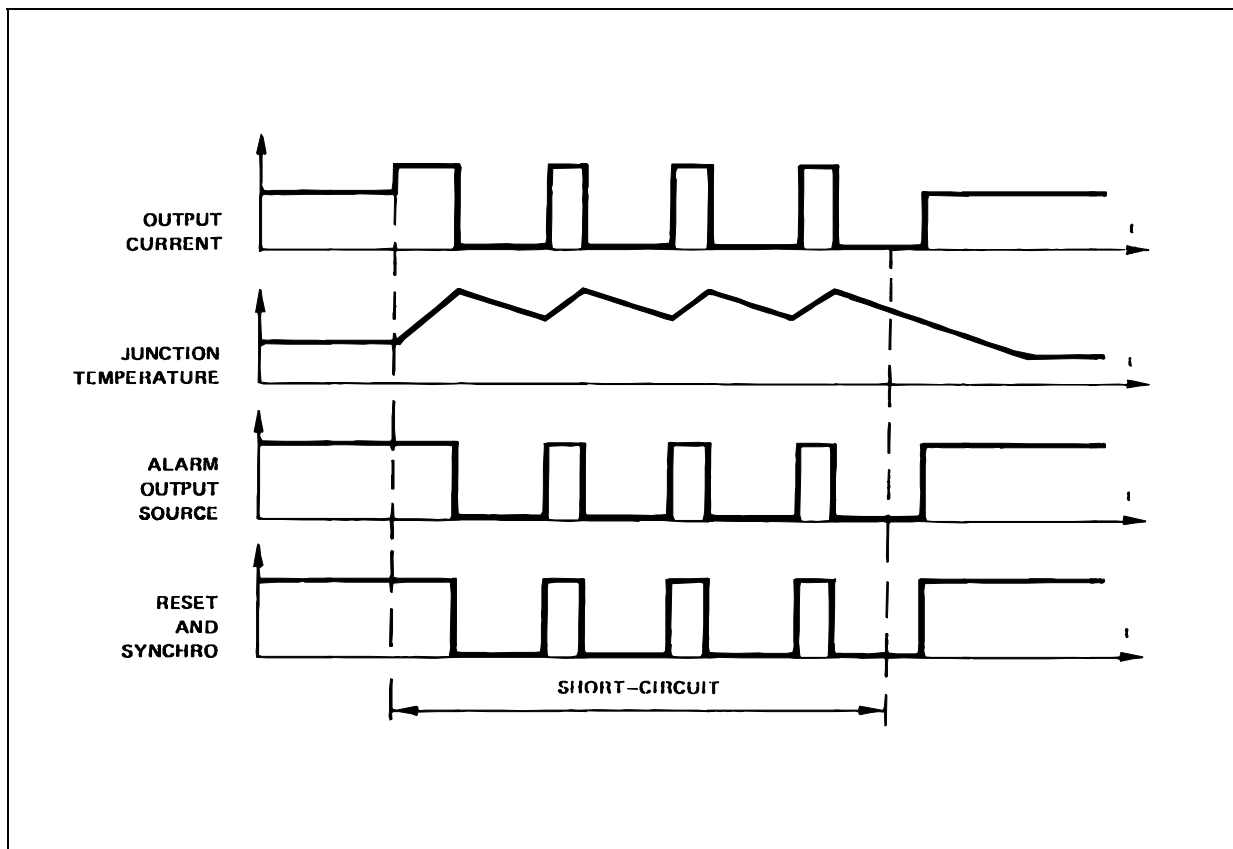 OUTPUT
CURRENT
t
JUNCTION
TEMPERATURE
t
ALARM
OUTPUT
SOURCE
t
RESET
AND
SYNCHRO
t
SHORT-CIRCUIT